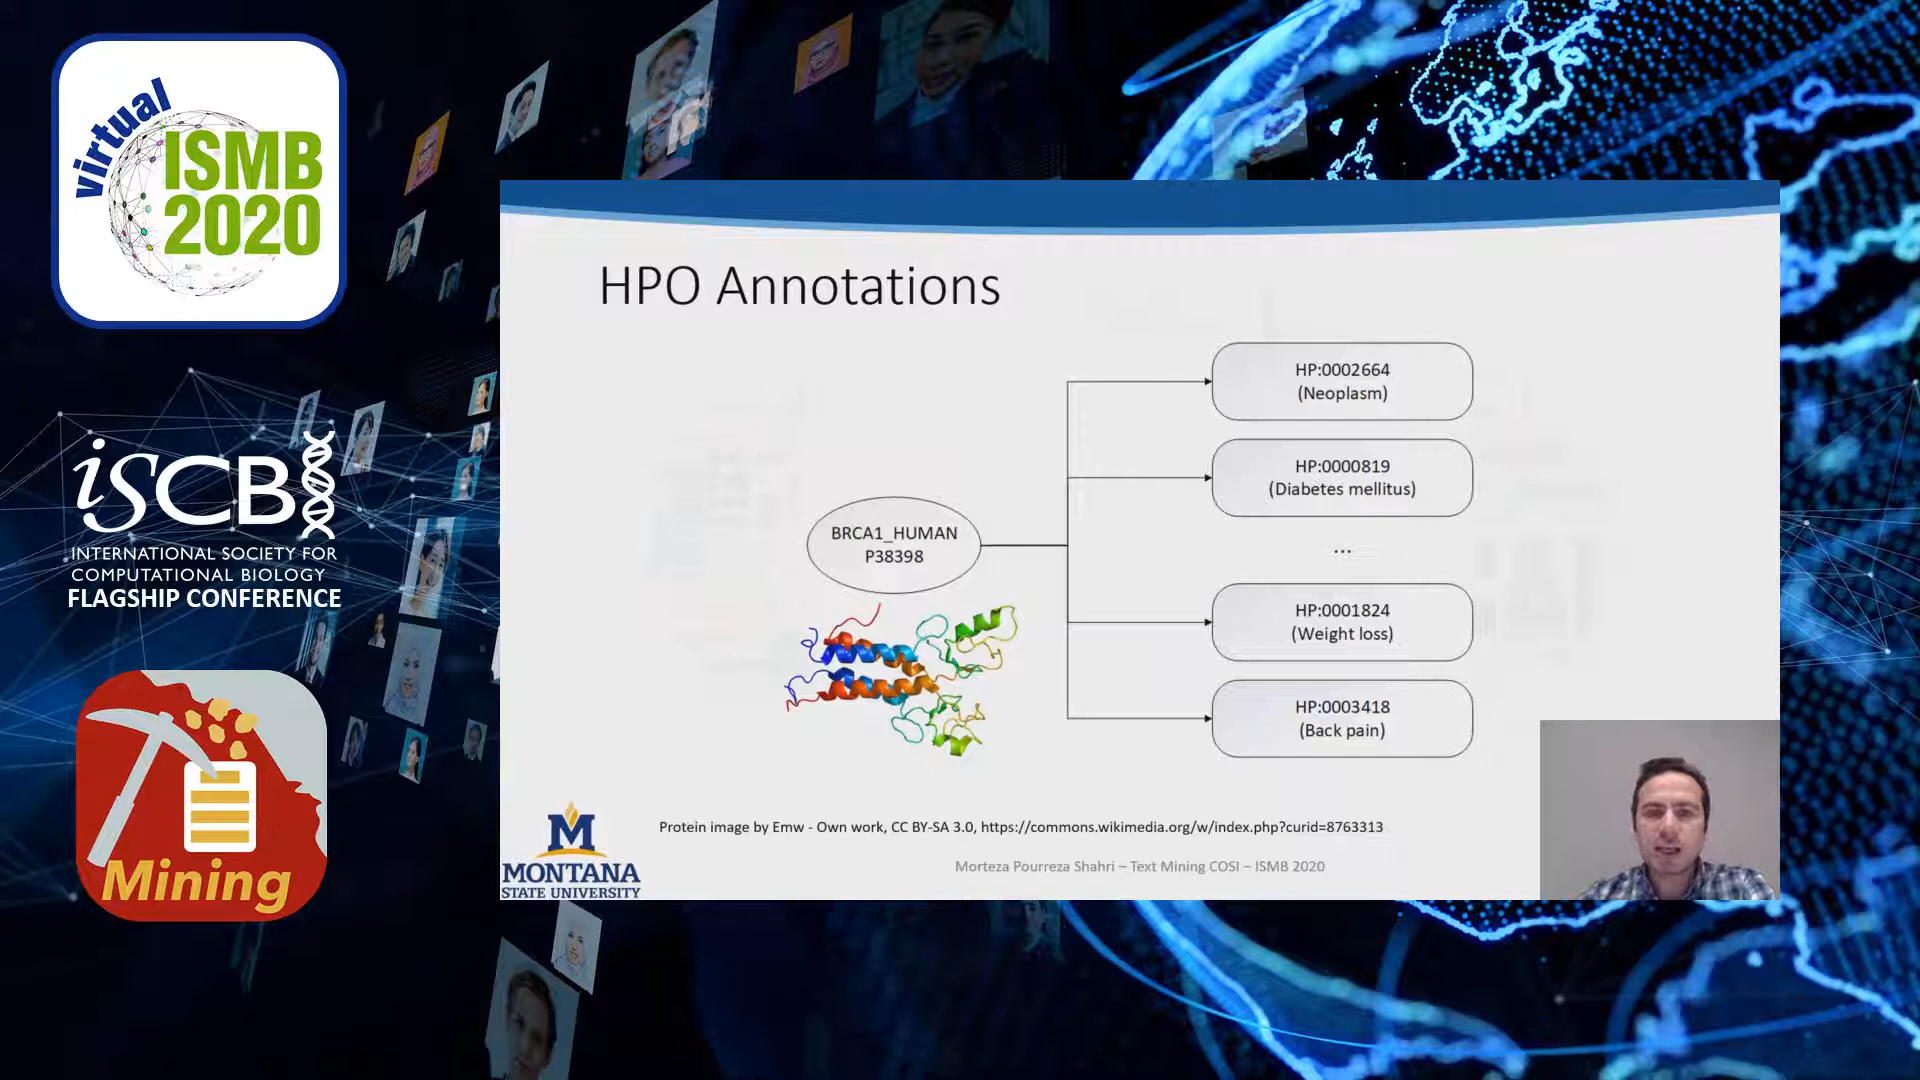 virtual
ISMB
2020
iSCB
INTERNATIONAL SOCIETY FOR
COMPUTATIONAL BIOLOGY
FLAGSHIP CONFERENCE
Mining
HPO Annotations
BRCA1_HUMAN
P38398
HP:0002664
(Neoplasm)
HP:0000819
(Diabetes mellitus)
...
HP:0001824
(Weight loss)
HP:0003418
(Back pain)
Protein image by Emw - Own work, CC BY-SA 3.0, https://commons.wikimedia.org/w/index.php?curid=8763313
Morteza Pourreza Shahri – Text Mining COSI – ISMB 2020
M
MONTANA
STATE UNIVERSITY